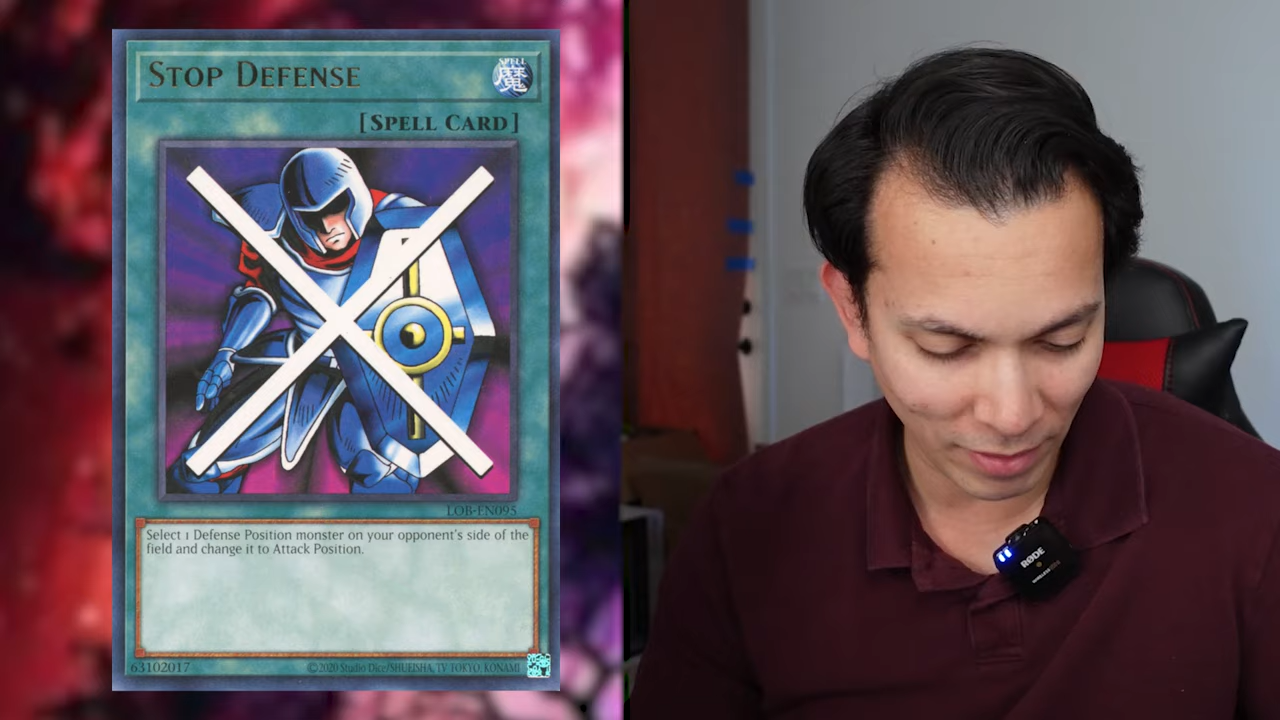 STOP DEFENSE
SPELL
魔
[SPELL CARD]
LOB-EN095
Select 1 Defense Position monster on your opponent's side of the
field and change it to Attack Position.
63102017
©2020 Studio Dice/SHUEISHA, TV TOKYO, KONAMI
RØDE